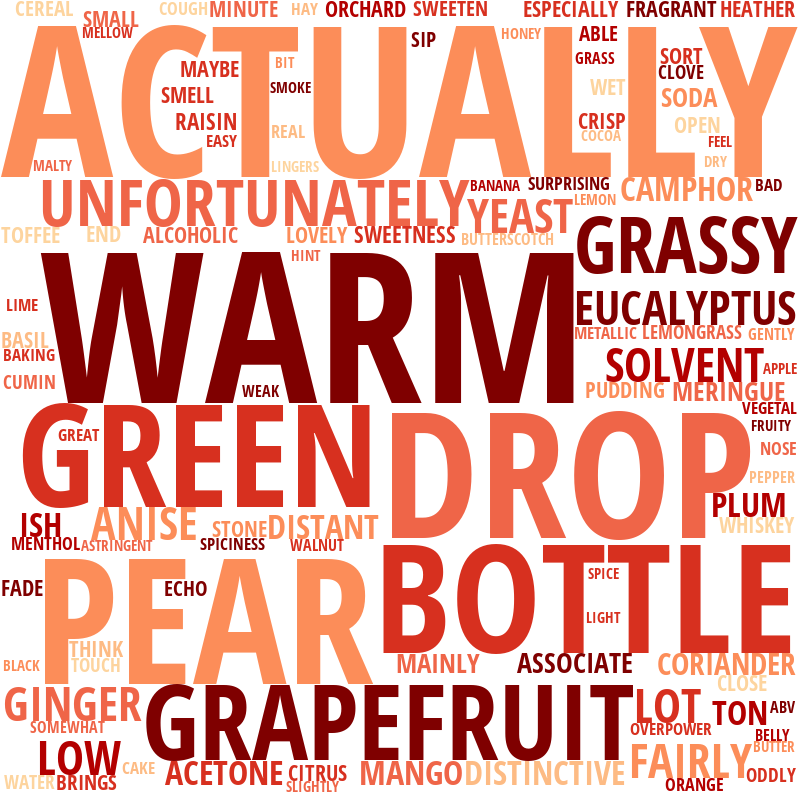 CEREAL
SMALL
MELLOW
COUGH
MINUTE
HAY
ORCHARD
SWEETEN
ESPECIALLY
FRAGRANT
HEATHER
ACTUALLY
MAYBE
BIT
SIP
HONEY
ABLE
GRASS
SORT
CLOVE
SMELL
SMOKE
WET
SODA
RAISIN
REAL
EASY
CRISP
COCOA
OPEN
FEEL
MALTY
LINGERS
DRY
UNFORTUNATELY
BANANA
SURPRISING
LEMON
CAMPHOR
BAD
YEAST
TOFFEE
END
ALCOHOLIC
LOVELY
SWEETNESS
BUTTERSCOTCH
GRASSY
HINT
WARM
LIME
EUCALYPTUS
BASIL
METALLIC
LEMONGRASS
GENTLY
BAKING
CUMIN
SOLVENT
APPLE
WEAK
PUDDING
MERINGUE
GREEN
GREAT
DROP
VEGETAL
FRUITY
NOSE
PEPPER
PLUM
WHISKEY
ISH
ANISE
STONE
DISTANT
MENTHOL
ASTRINGENT
SPICINESS
WALNUT
FADE
ECHO
PEAR
BOTTLE
SPICE
LIGHT
THINK
TOUCH
BLACK
MAINLY
ASSOCIATE
CORIANDER
CLOSE
GINGER
SOMEWHAT
GRAPEFRUIT
LOT
TON
ABV
OVERPOWER
BELLY
BUTTER
LOW
CAKE
WATER
BRINGS
ACETONE
CITRUS
SLIGHTLY
MANGO
DISTINCTIVE
FAIRLY
ORANGE
ODDLY